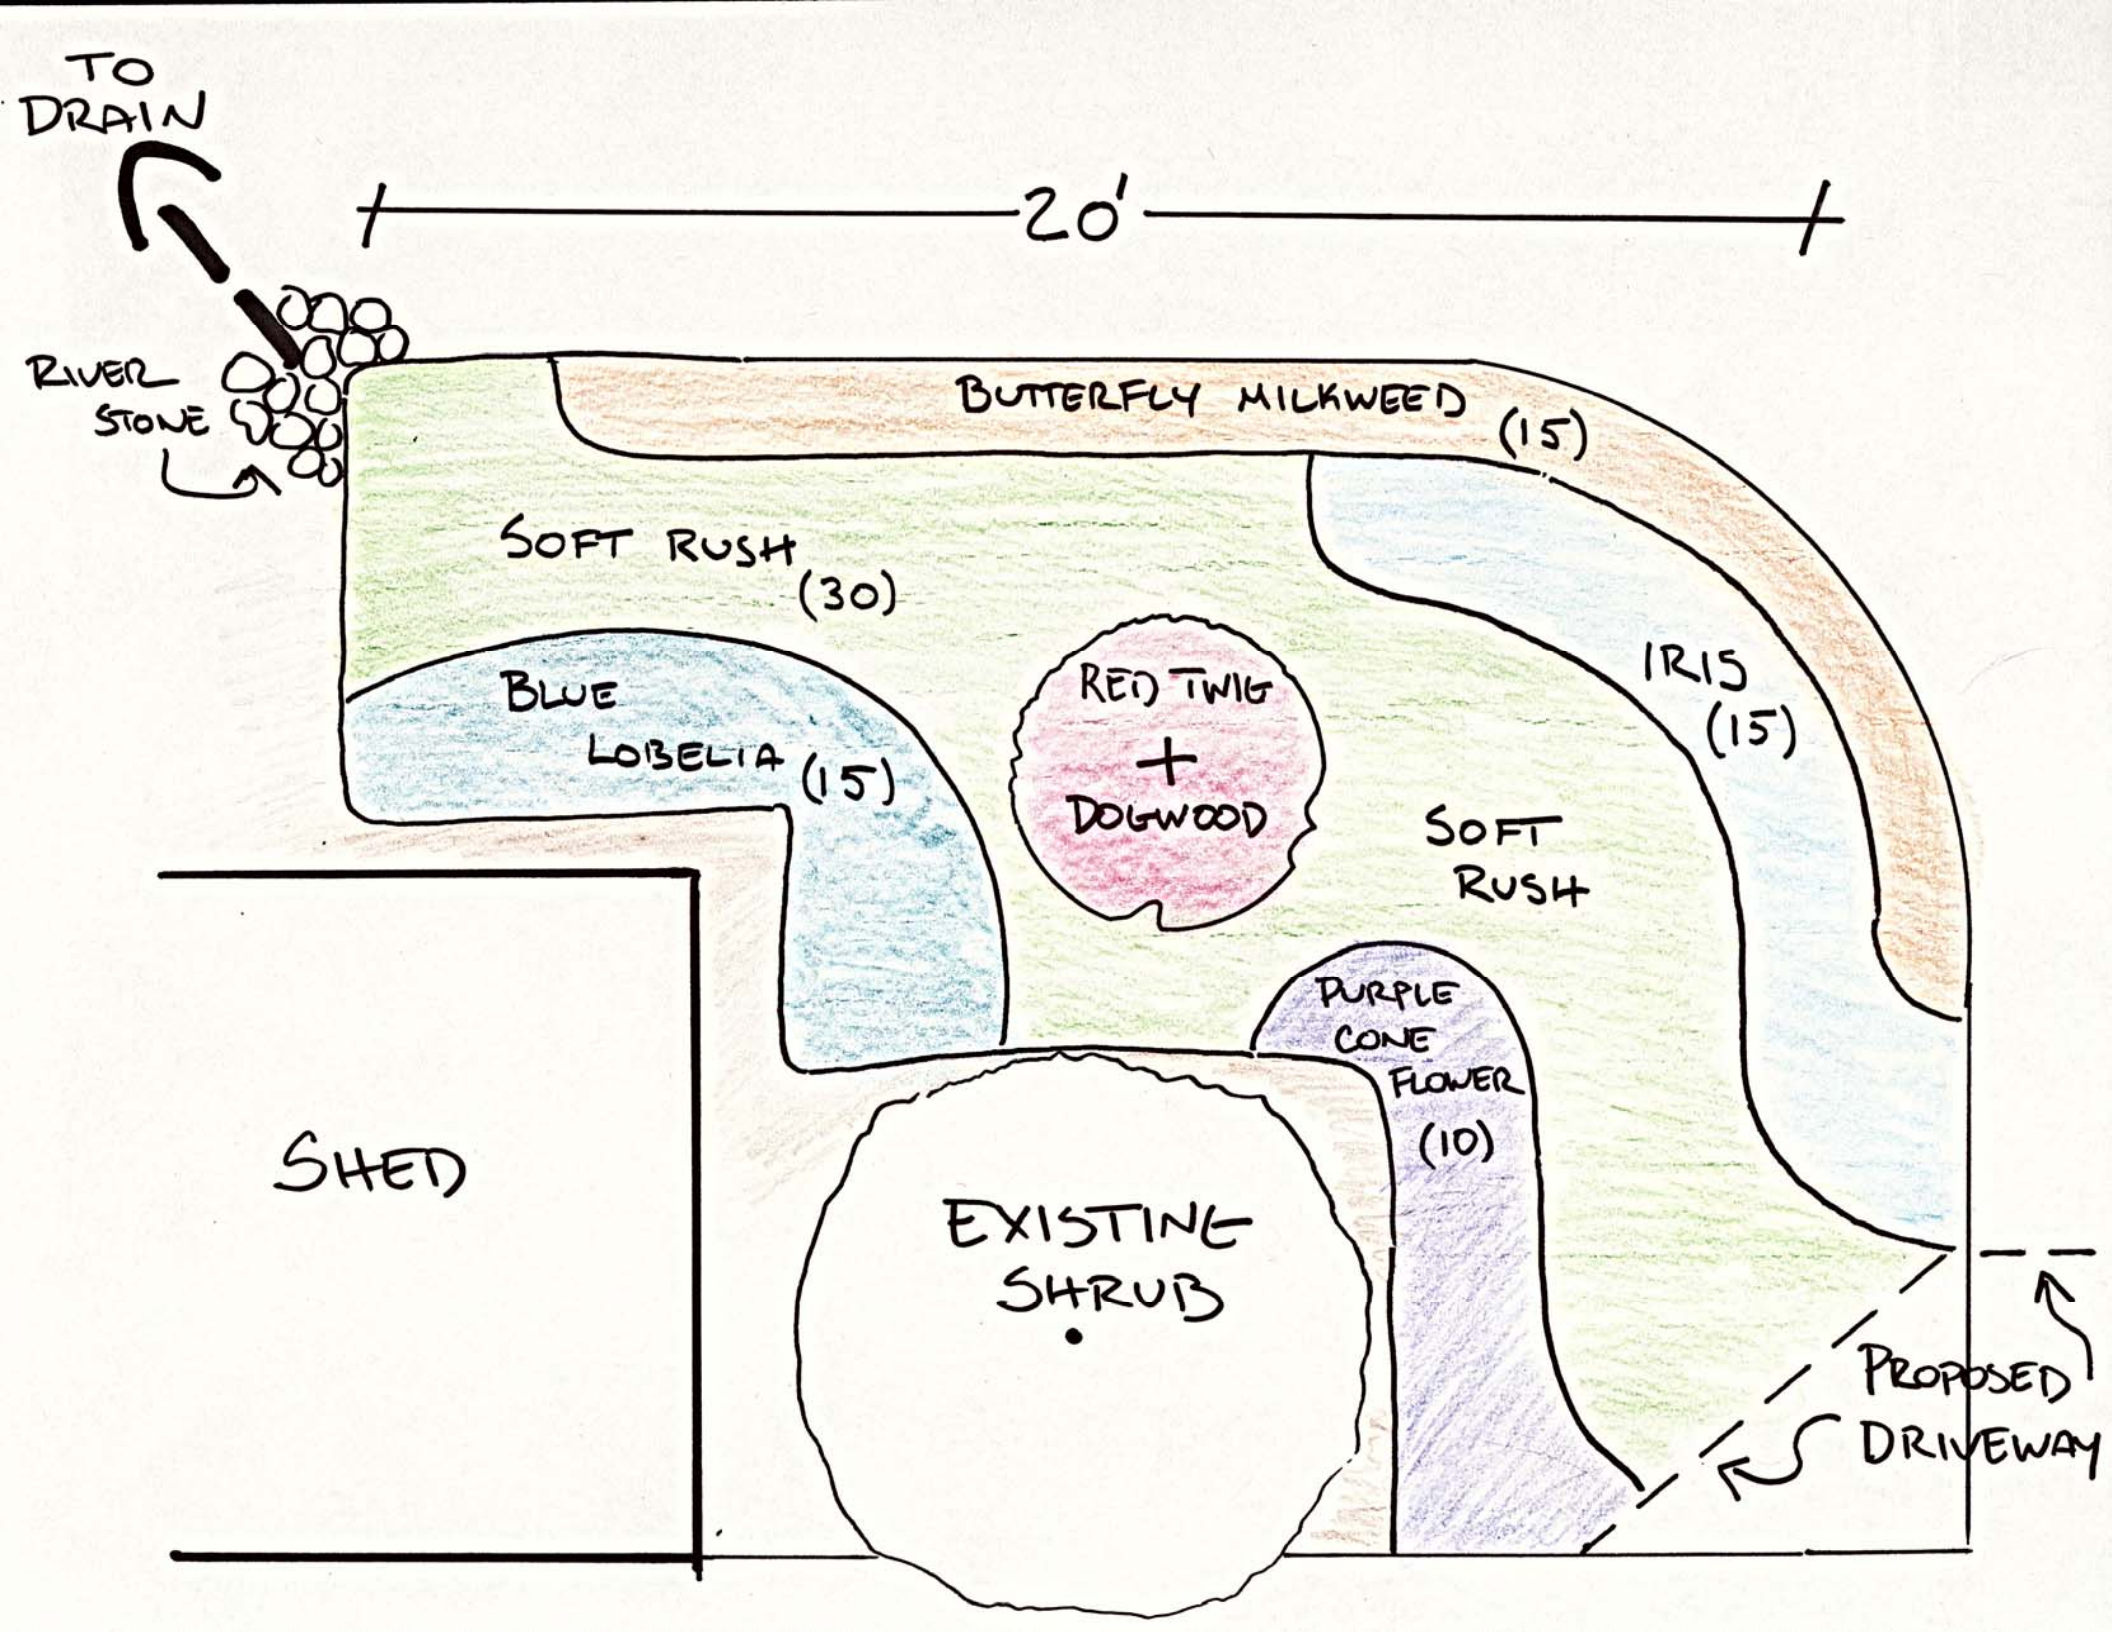 TO
DRAIN
20'
RIVER
STONE
BUTTERFLY MILKWEED
(15)
SOFT RUSH
(30)
BLUE
LOBELIA (15)
RED TWIG
+
DOGWOOD
IRIS
(15)
SOFT
RUSH
PURPLE
CONE
FLOWER
(10)
SHED
EXISTING
SHRUB
PROPOSED
DRIVEWAY